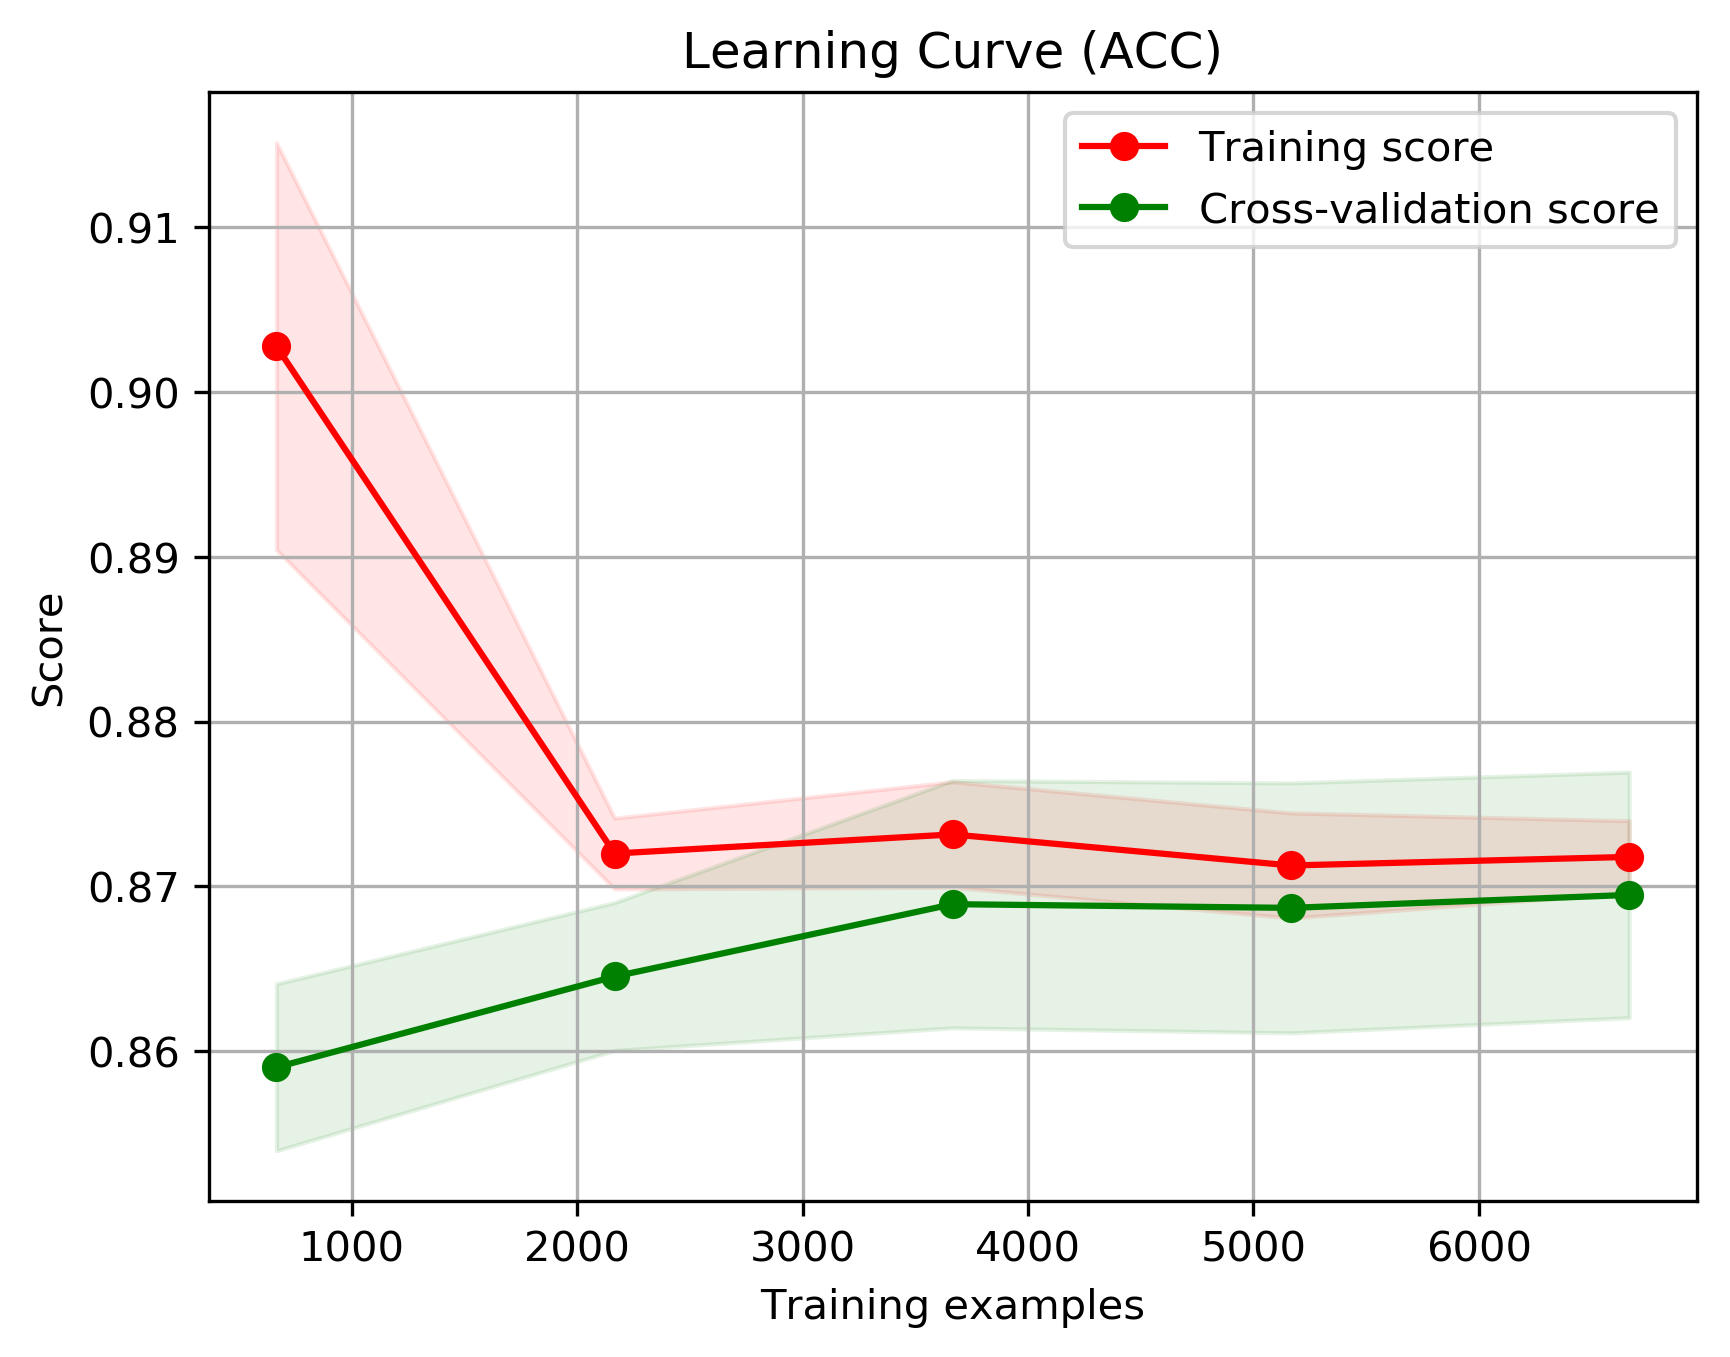 Learning Curve (ACC)
Training score
Cross-validation score
0.91
0.90
0.89
0.88
0.87
0.86
Score
1000 2000 3000 4000 5000 6000
Training examples